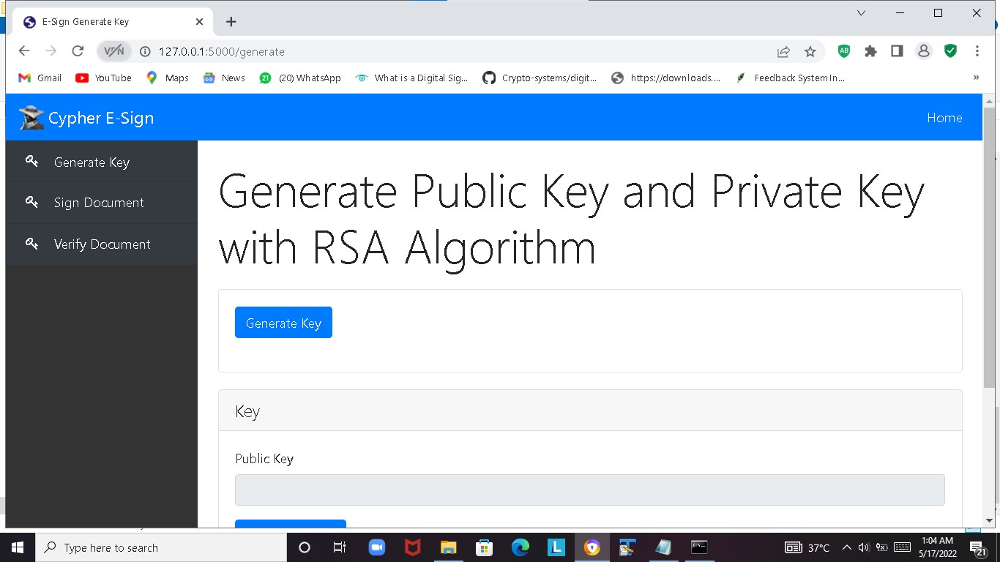 E-Sign Generate Key
VPN
127.0.0.1:5000/generate
AB
Gmail
YouTube
Maps
News
21
(20) WhatsApp
What is a Digital Sig...
Crypto-systems/digit...
https://downloads....
Feedback System In...
»
Cypher E-Sign
Home
Generate Key
Sign Document
Verify Document
Generate Public Key and Private Key
with RSA Algorithm
Generate Key
Key
Public Key
Type here to search
L
37°C
1:04 AM
5/17/2022
21